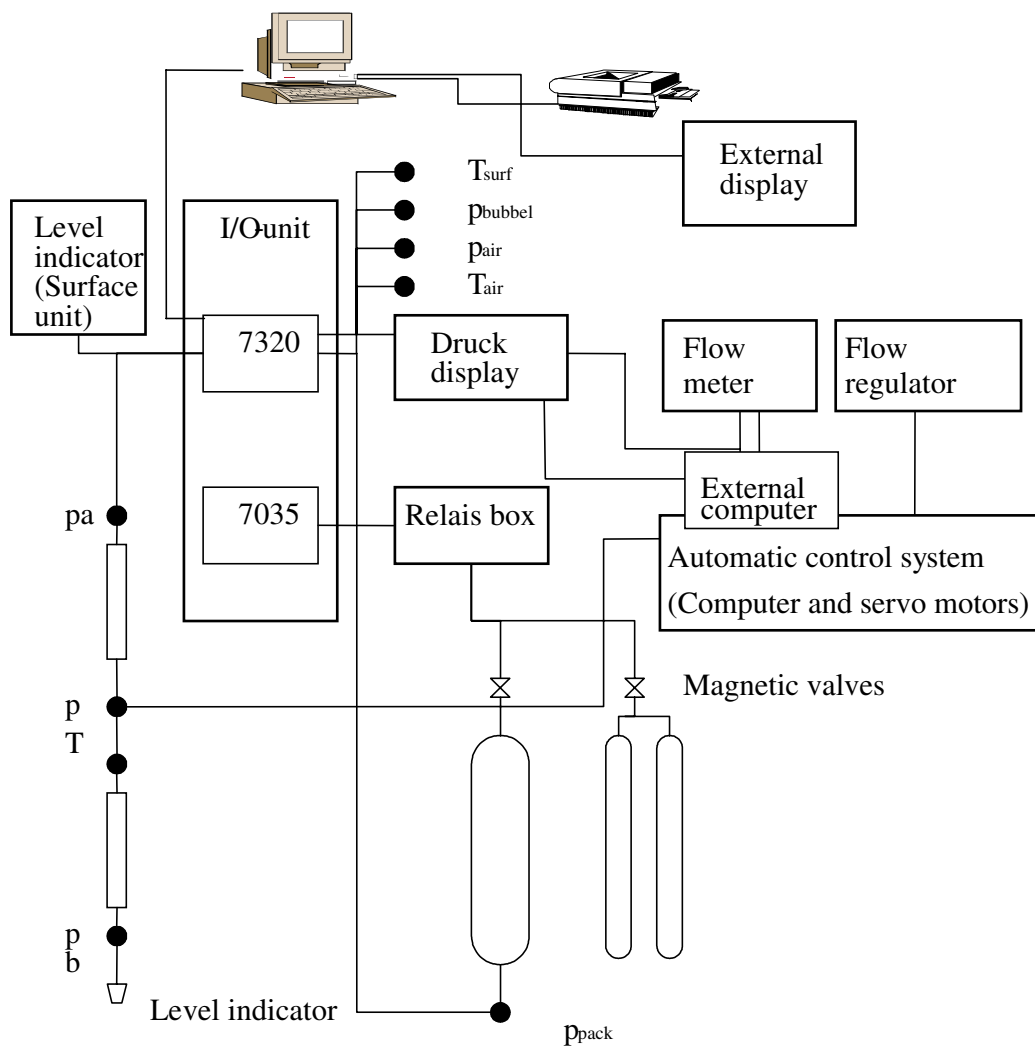 External
display
Tsurf
pbubbel
pair
Tair
Level
indicator
(Surface
unit)
I/O-unit
7320
Druck
display
Flow
meter
Flow
regulator
7035
Relais box
External
computer
Automatic control system
(Computer and servo motors)
pa
p
T
Magnetic valves
p
b
Level indicator
ppack